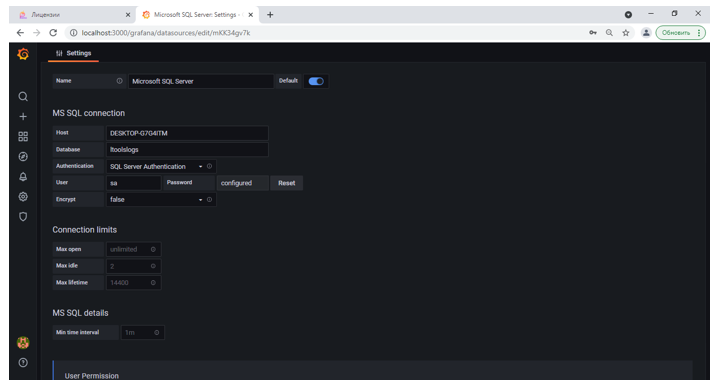 Лицензии
Microsoft SQL Server: Settings -
localhost:3000/grafana/datasources/edit/mKK34gv7k
Обновить
Settings
Name Microsoft SQL Server Default
MS SQL connection
Host DESKTOP-G7G4ITM
Database ltoolslogs
Authentication SQL Server Authentication
User sa Password configured Reset
Encrypt false
Connection limits
Max open unlimited
Max idle 2
Max lifetime 14400
MS SQL details
Min time interval 1m
User Permission